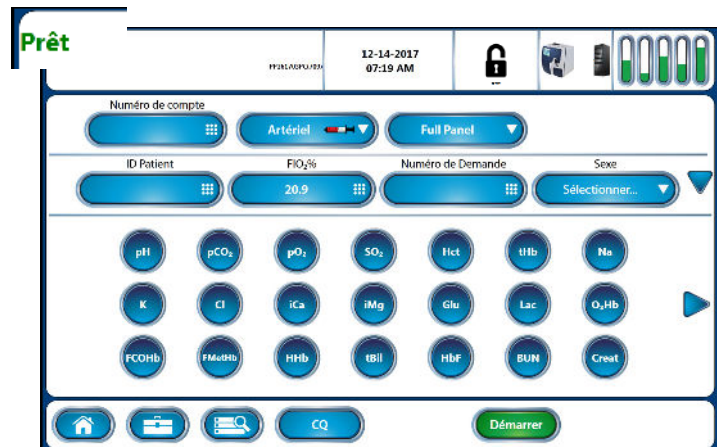 Prêt
12-14-2017
07:19 AM
Numéro de compte
Artériel
Full Panel
ID Patient
FIO₂%
Numéro de Demande
Sexe
20.9
Sélectionner...
pH
pCO₂
pO₂
SO₂
Hct
tHb
Na
K
Cl
iCa
iMg
Glu
Lac
O₂Hb
FCOHb
FMetHb
HHb
tBil
HbF
BUN
Creat
CQ
Démarrer